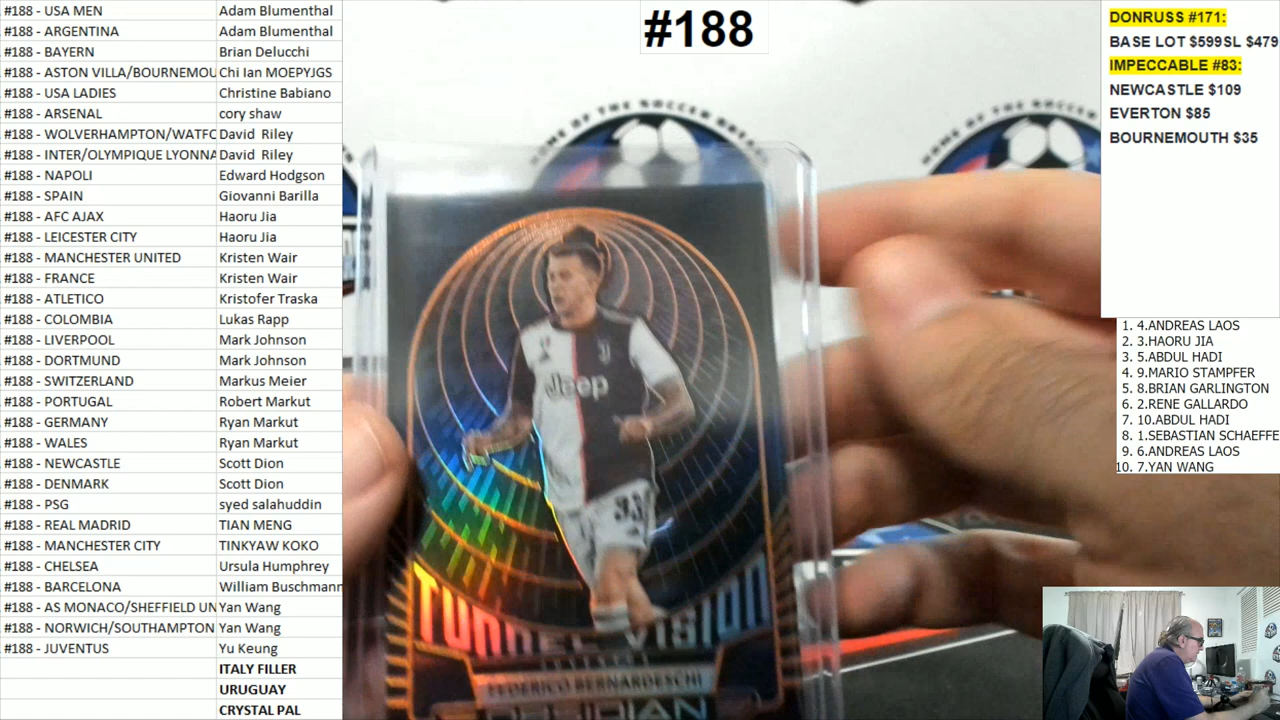 #188 - USA MEN Adam Blumenthal
#188 - ARGENTINA Adam Blumenthal
#188 - BAYERN Brian Delucchi
#188 - ASTON VILLA/BOURNEMOU Chi Ian MOEPYJGS
#188 - USA LADIES Christine Babiano
#188 - ARSENAL cory shaw
#188 - WOLVERHAMPTON/WATFC David Riley
#188 - INTER/OLYMPIQUE LYONNA David Riley
#188 - NAPOLI Edward Hodgson
#188 - SPAIN Giovanni Barilla
#188 - AFC AJAX Haoru Jia
#188 - LEICESTER CITY Haoru Jia
#188 - MANCHESTER UNITED Kristen Wair
#188 - FRANCE Kristen Wair
#188 - ATLETICO Kristofer Traska
#188 - COLOMBIA Lukas Rapp
#188 - LIVERPOOL Mark Johnson
#188 - DORTMUND Mark Johnson
#188 - SWITZERLAND Markus Meier
#188 - PORTUGAL Robert Markut
#188 - GERMANY Ryan Markut
#188 - WALES Ryan Markut
#188 - NEWCASTLE Scott Dion
#188 - DENMARK Scott Dion
#188 - PSG syed salahuddin
#188 - REAL MADRID TIAN MENG
#188 - MANCHESTER CITY TINKYAW KOKO
#188 - CHELSEA Ursula Humphrey
#188 - BARCELONA William Buschmann
#188 - AS MONACO/SHEFFIELD UN Yan Wang
#188 - NORWICH/SOUTHAMPTON Yan Wang
#188 - JUVENTUS Yu Keung
ITALY FILLER
URUGUAY
CRYSTAL PAL
#188
HOME OF THE SOCCER
Jeep
33
TUNNEL VISION
FEDERICO BERNARDESCHI
OBSIDIAN
DONRUSS #171:
BASE LOT $599SL $479
IMPECCABLE #83:
NEWCASTLE $109
EVERTON $85
BOURNEMOUTH $35
1. 4.ANDREAS LAOS
2. 3.HAORU JIA
3. 5.ABDUL HADI
4. 9.MARIO STAMPFER
5. 8.BRIAN GARLINGTON
6. 2.RENE GALLARDO
7. 10.ABDUL HADI
8. 1.SEBASTIAN SCHAEFFE
9. 6.ANDREAS LAOS
10. 7.YAN WANG